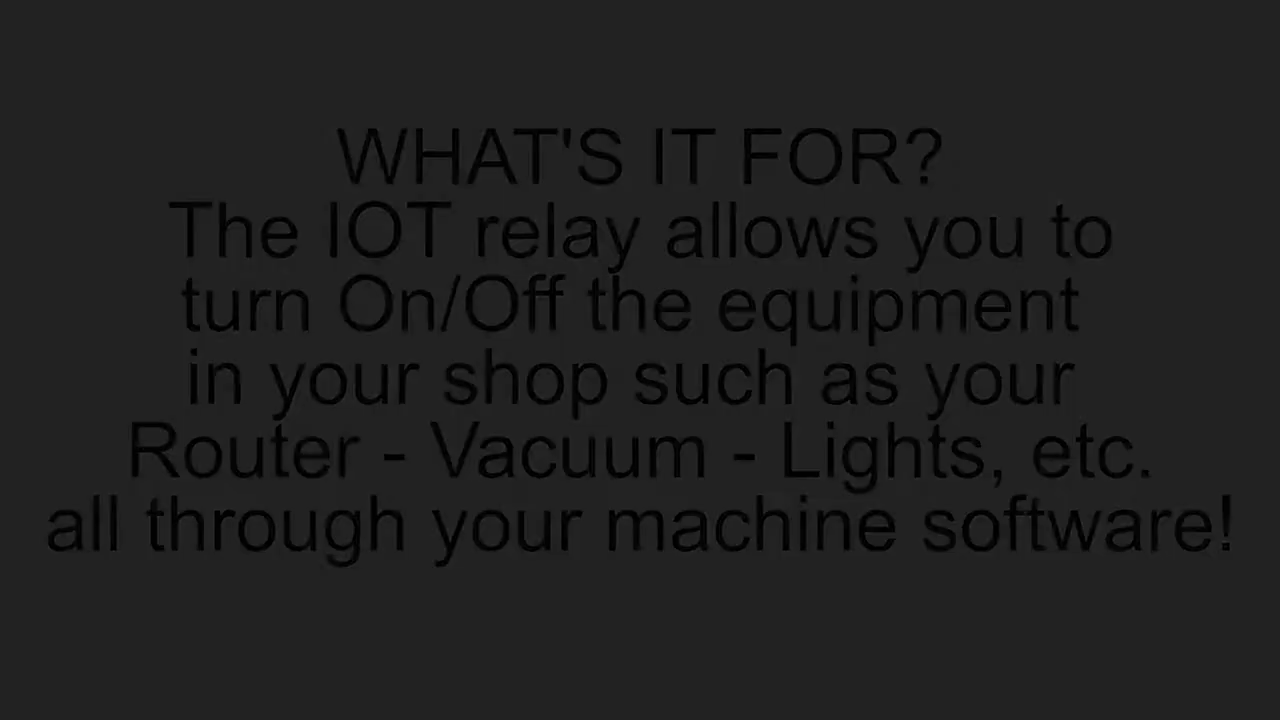 WHAT'S IT FOR?
The IOT relay allows you to
turn On/Off the equipment
in your shop such as your
Router - Vacuum - Lights, etc.
all through your machine software!